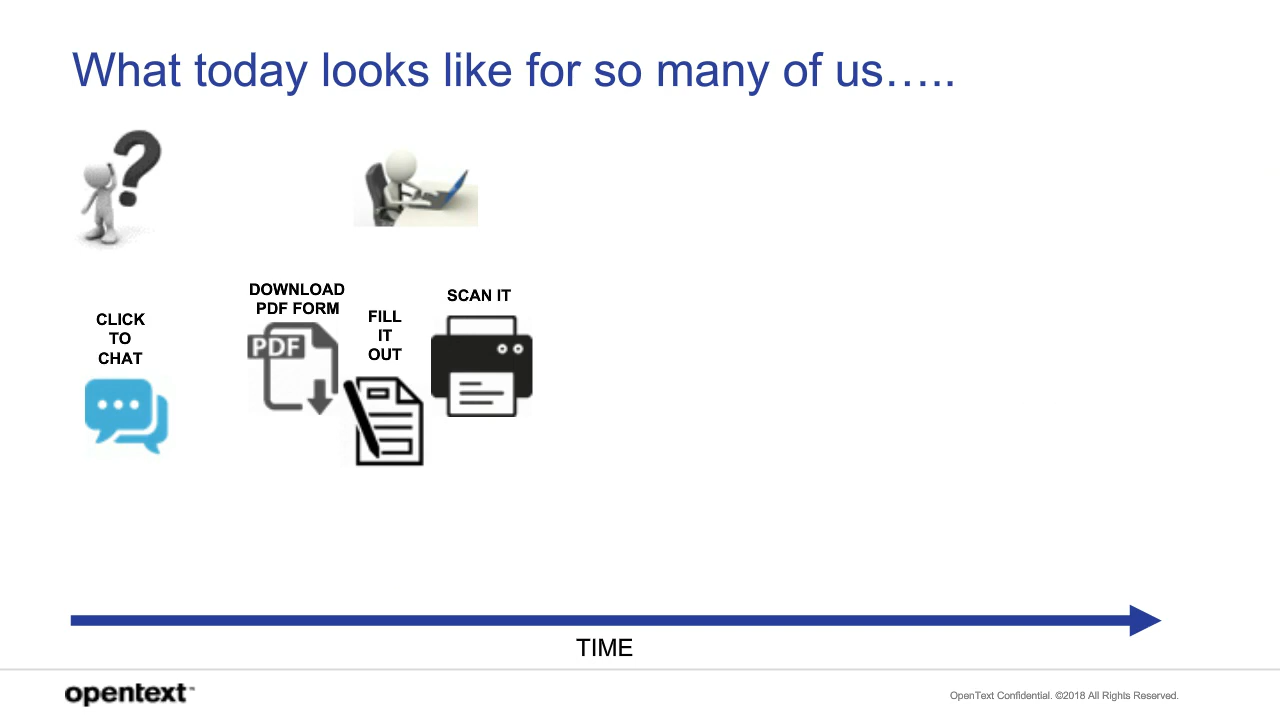 What today looks like for so many of us…..
CLICK
TO
CHAT
DOWNLOAD
PDF FORM
PDF
FILL
IT
OUT
SCAN IT
TIME
opentext™
OpenText Confidential. ©2018 All Rights Reserved.